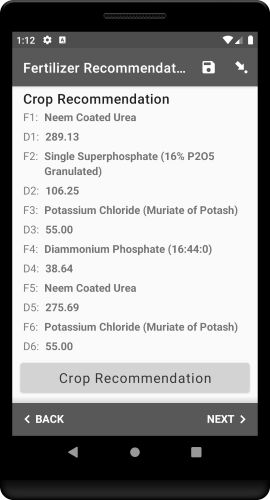 1:12
Fertilizer Recommendat...
Crop Recommendation
F1: Neem Coated Urea
D1: 289.13
F2: Single Superphosphate (16% P2O5
Granulated)
D2: 106.25
F3: Potassium Chloride (Muriate of Potash)
D3: 55.00
F4: Diammonium Phosphate (16:44:0)
D4: 38.64
F5: Neem Coated Urea
D5: 275.69
F6: Potassium Chloride (Muriate of Potash)
D6: 55.00
Crop Recommendation
BACK NEXT